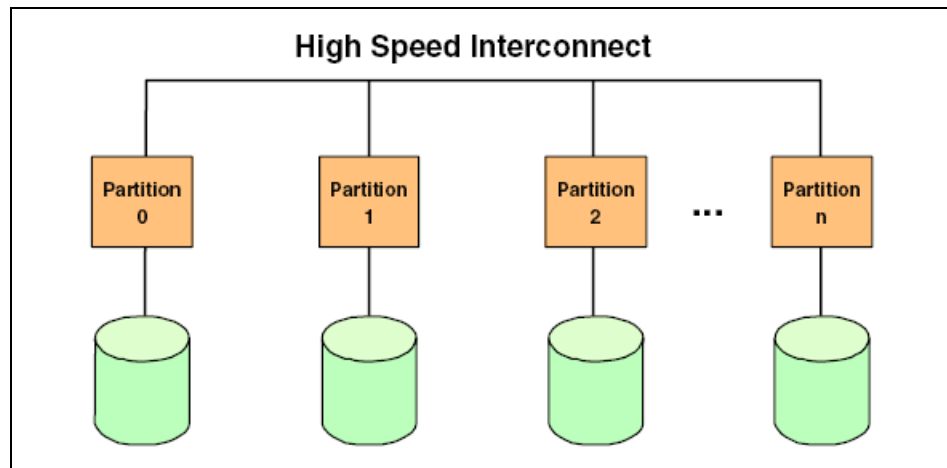 High Speed Interconnect
Partition
0
Partition
1
Partition
2
...
Partition
n